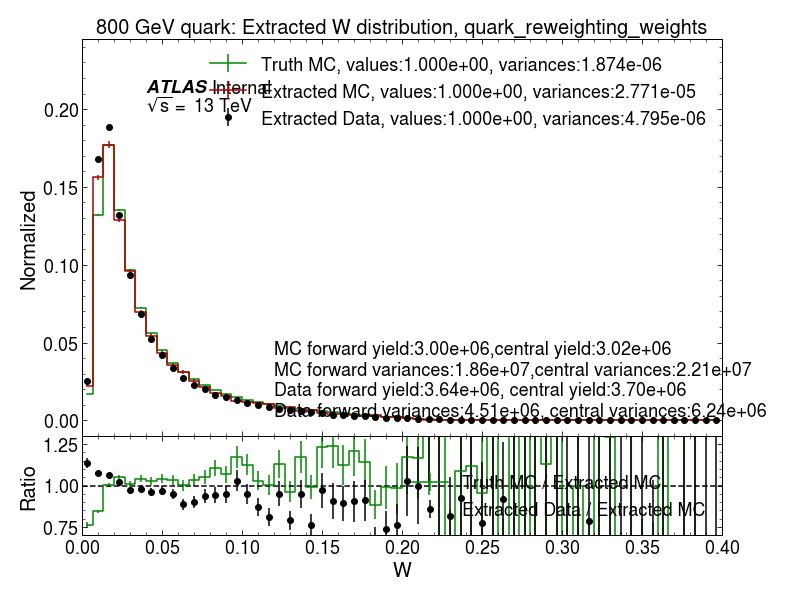 800 GeV quark: Extracted W distribution, quark_reweighting_weights
Truth MC, values:1.000e+00, variances:1.874e-06
ATLAS Internal
Extracted MC, values:1.000e+00, variances:2.771e-05
√s = 13 TeV
Extracted Data, values:1.000e+00, variances:4.795e-06
0.20
0.15
0.10
0.05
0.00
Normalized
MC forward yield:3.00e+06,central yield:3.02e+06
MC forward variances:1.86e+07,central variances:2.21e+07
Data forward yield:3.64e+06, central yield:3.70e+06
Data forward variances:4.51e+06, central variances:6.24e+06
1.25
1.00
0.75
Ratio
Truth MC / Extracted MC
Extracted Data / Extracted MC
0.00 0.05 0.10 0.15 0.20 0.25 0.30 0.35 0.40
W